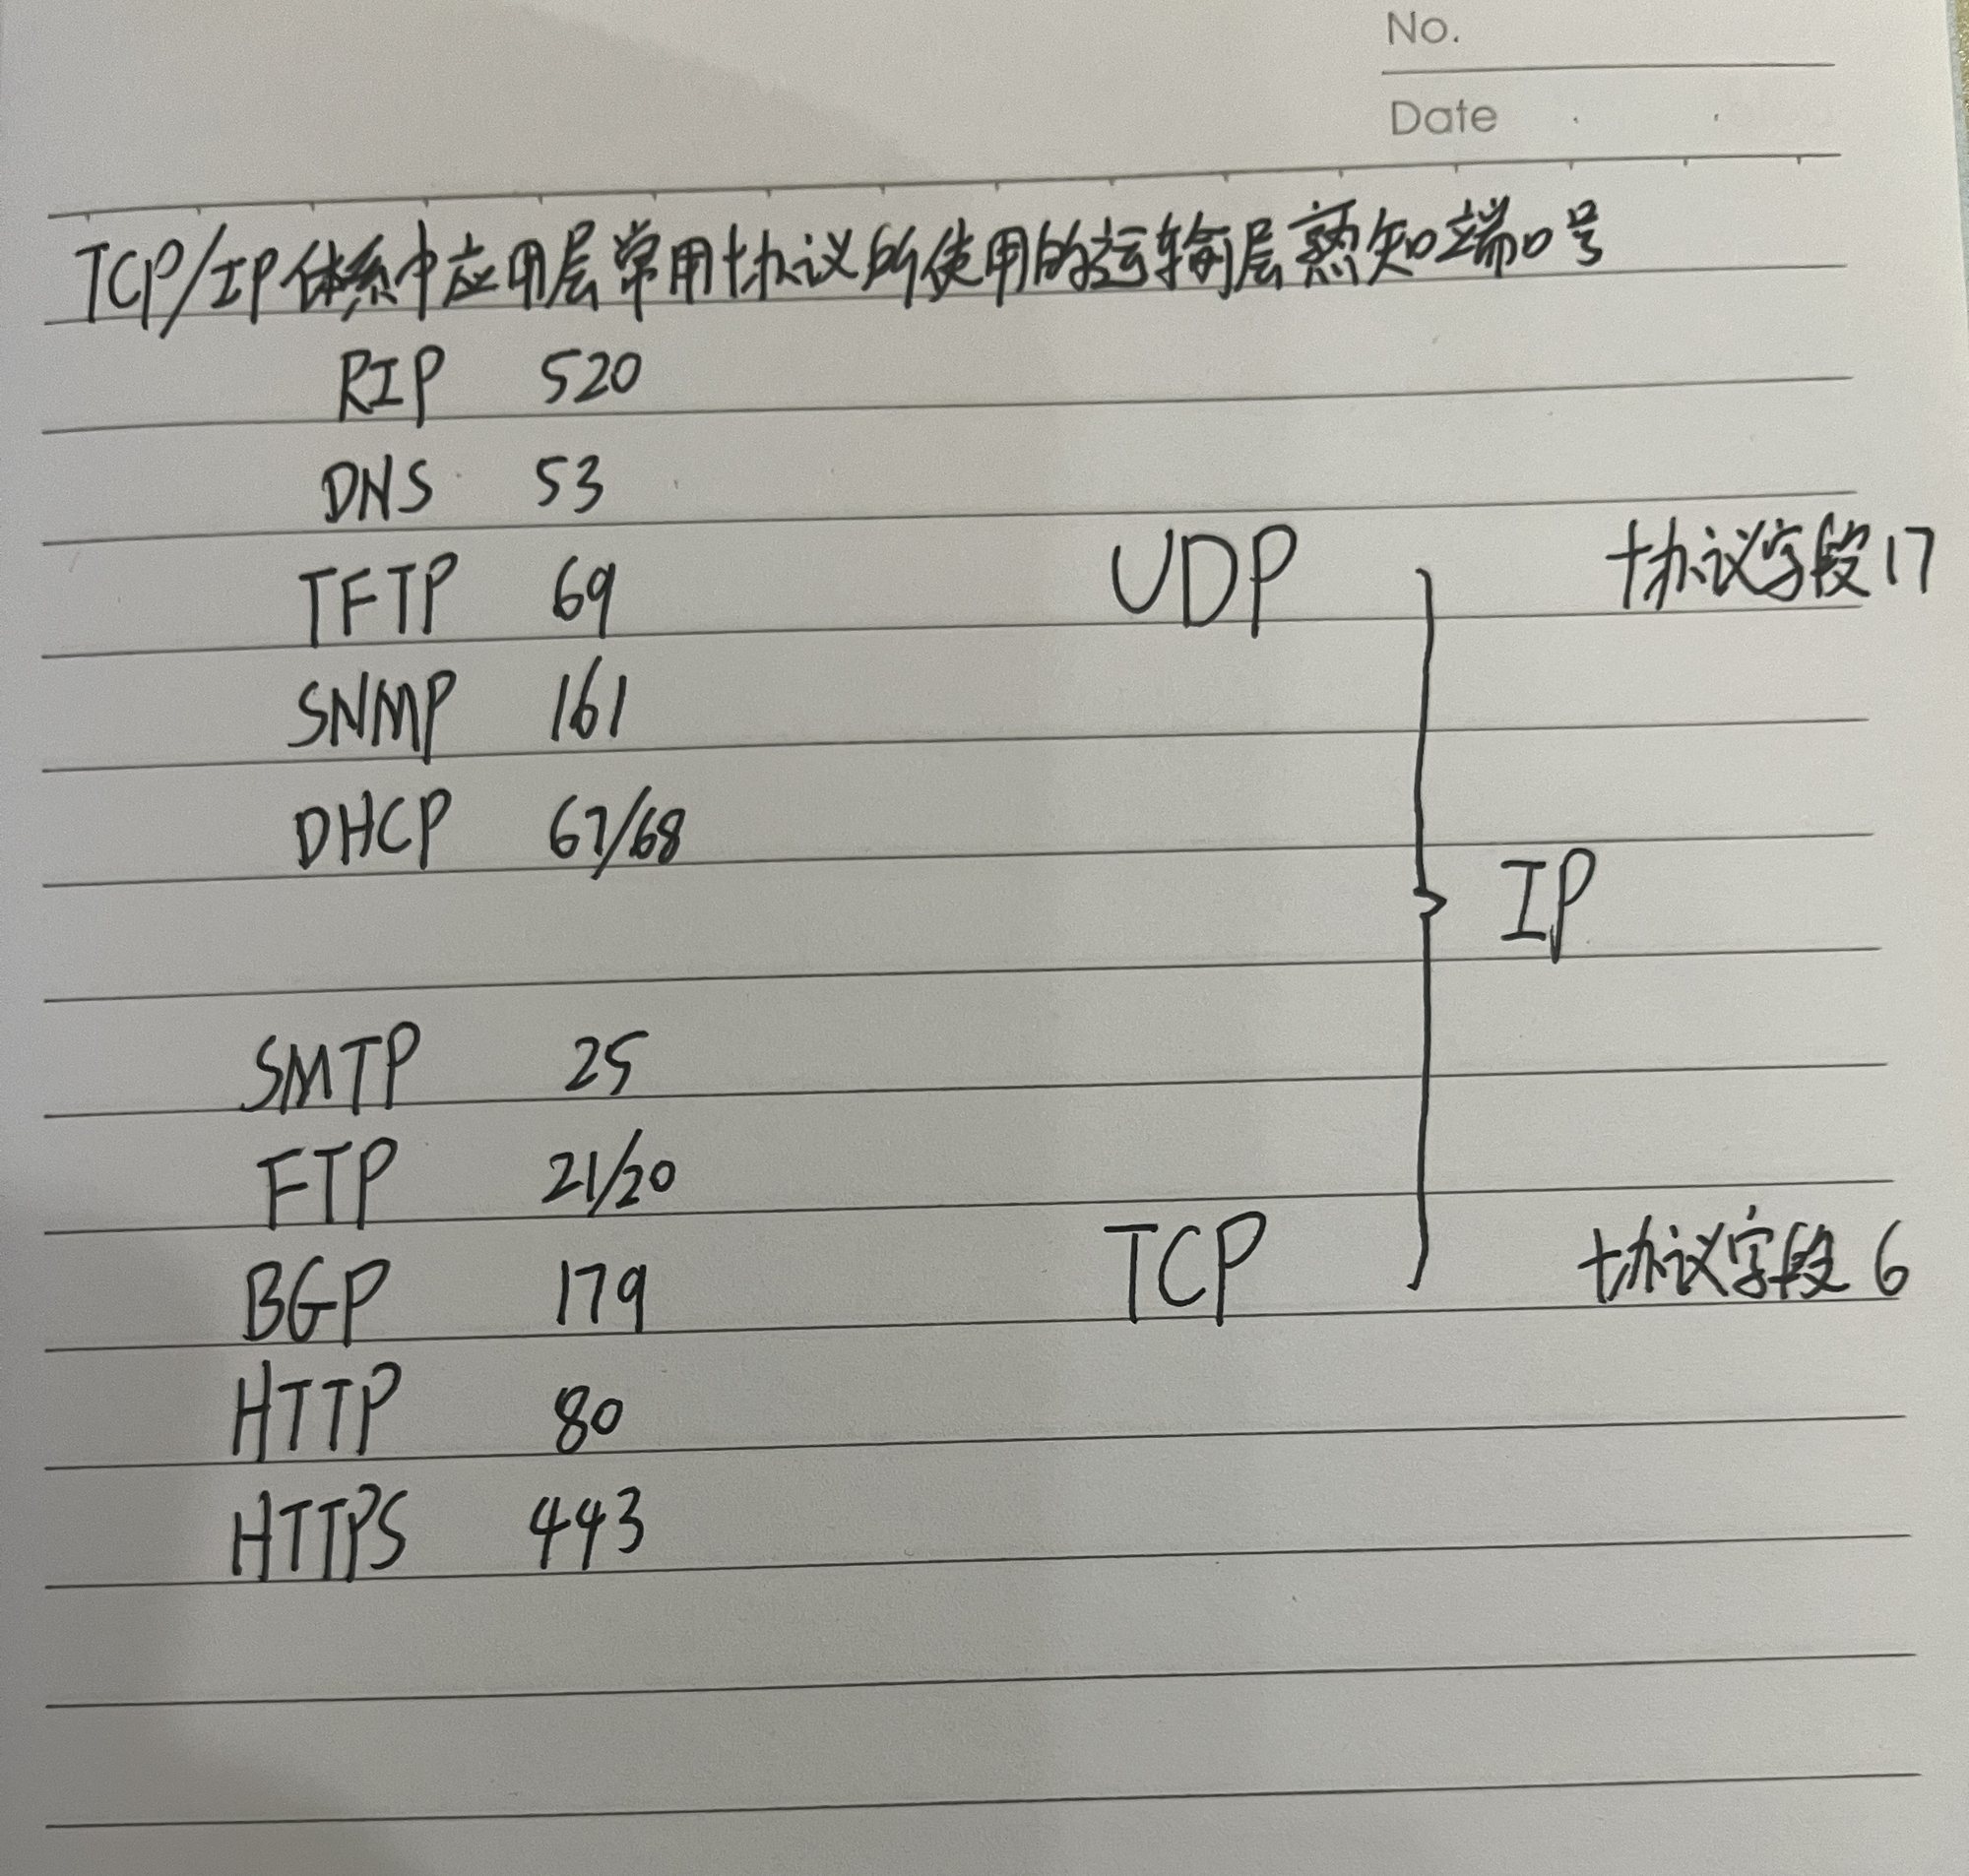 No.
Date
TCP/IP体系中应用层常用协议所使用的运输层熟知端口号
RIP 520
DNS 53
TFTP 69 UDP 协议字段17
SNMP 161
DHCP 67/68
IP
SMTP 25
FTP 21/20
BGP 179 TCP 协议字段 6
HTTP 80
HTTPS 443